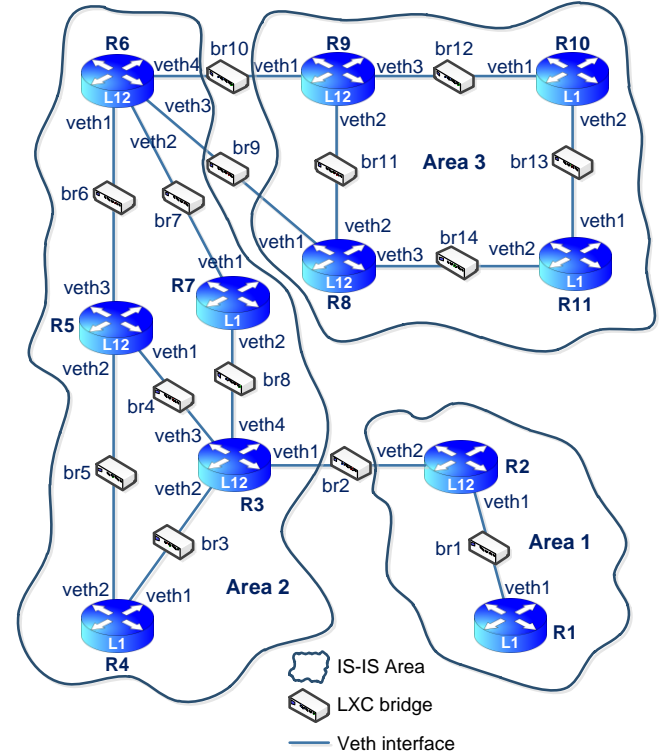 R6
br10
R9
br12
R10
veth4
veth1
veth3
veth1
L12
L12
L1
veth3
veth1
veth2
br9
veth2
veth2
br11
Area 3
br13
br6
br7
veth1
veth2
veth1
br14
veth3
veth1
veth3
veth2
R7
L12
L1
R5
L1
R8
R11
L12
veth1
veth2
veth2
br8
br4
veth4
veth3
veth1
veth2
R2
br5
L12
L12
veth2
R3
br2
veth1
br3
br1
Area 1
veth2
veth1
Area 2
veth1
L1
L1
R1
R4
IS-IS Area
LXC bridge
Veth interface